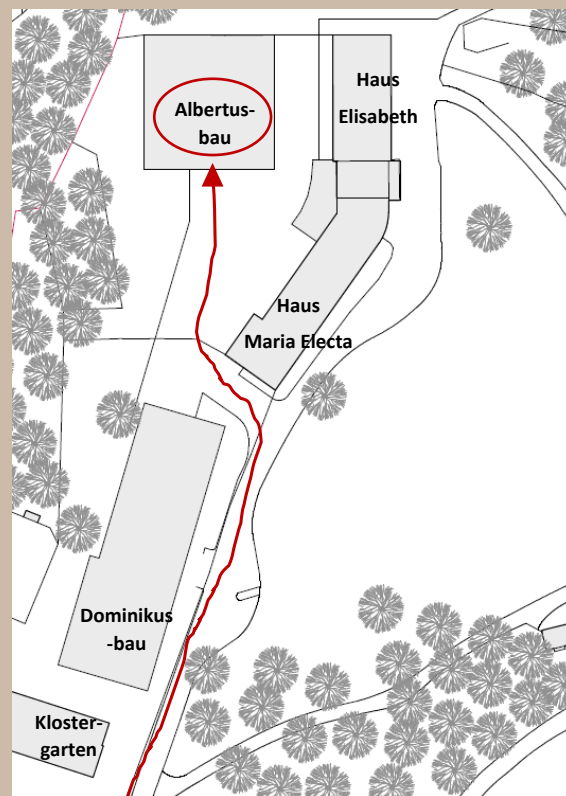 Albertus-
bau
Haus
Elisabeth
Haus
Maria Electa
Dominikus
-bau
Kloster-
garten